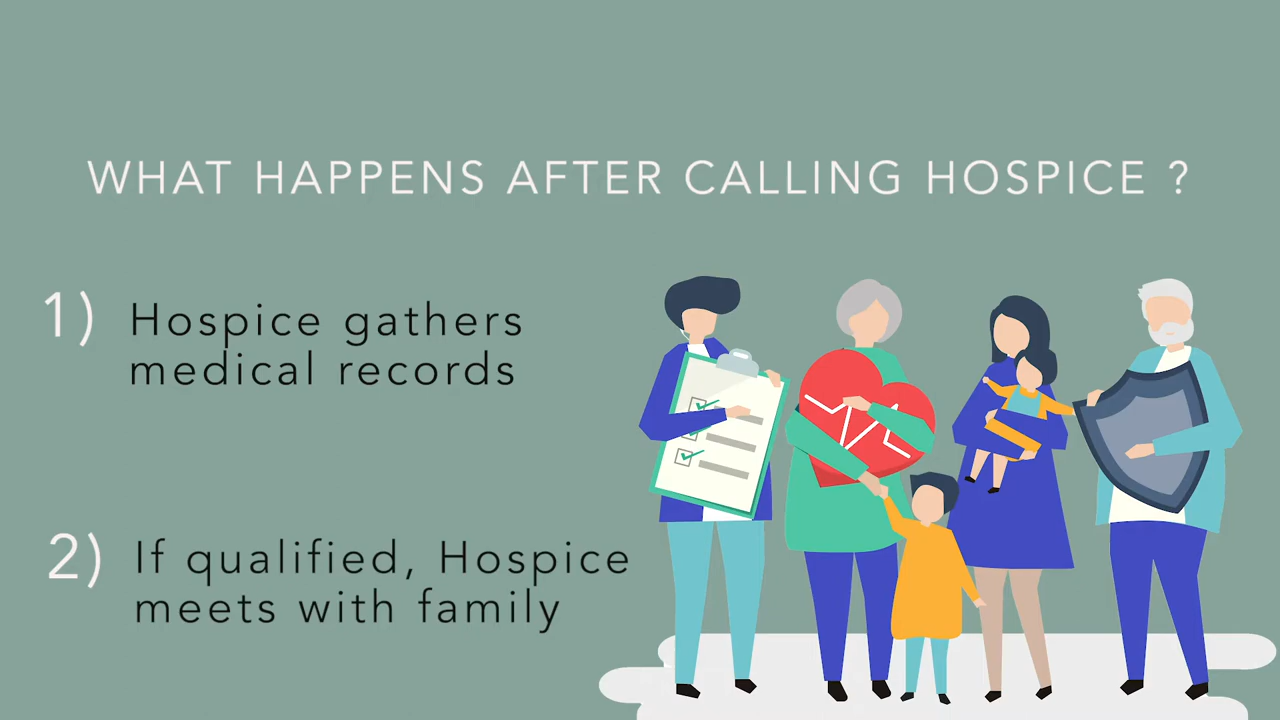 WHAT HAPPENS AFTER CALLING HOSPICE ?
1) Hospice gathers
medical records
2) If qualified, Hospice
meets with family